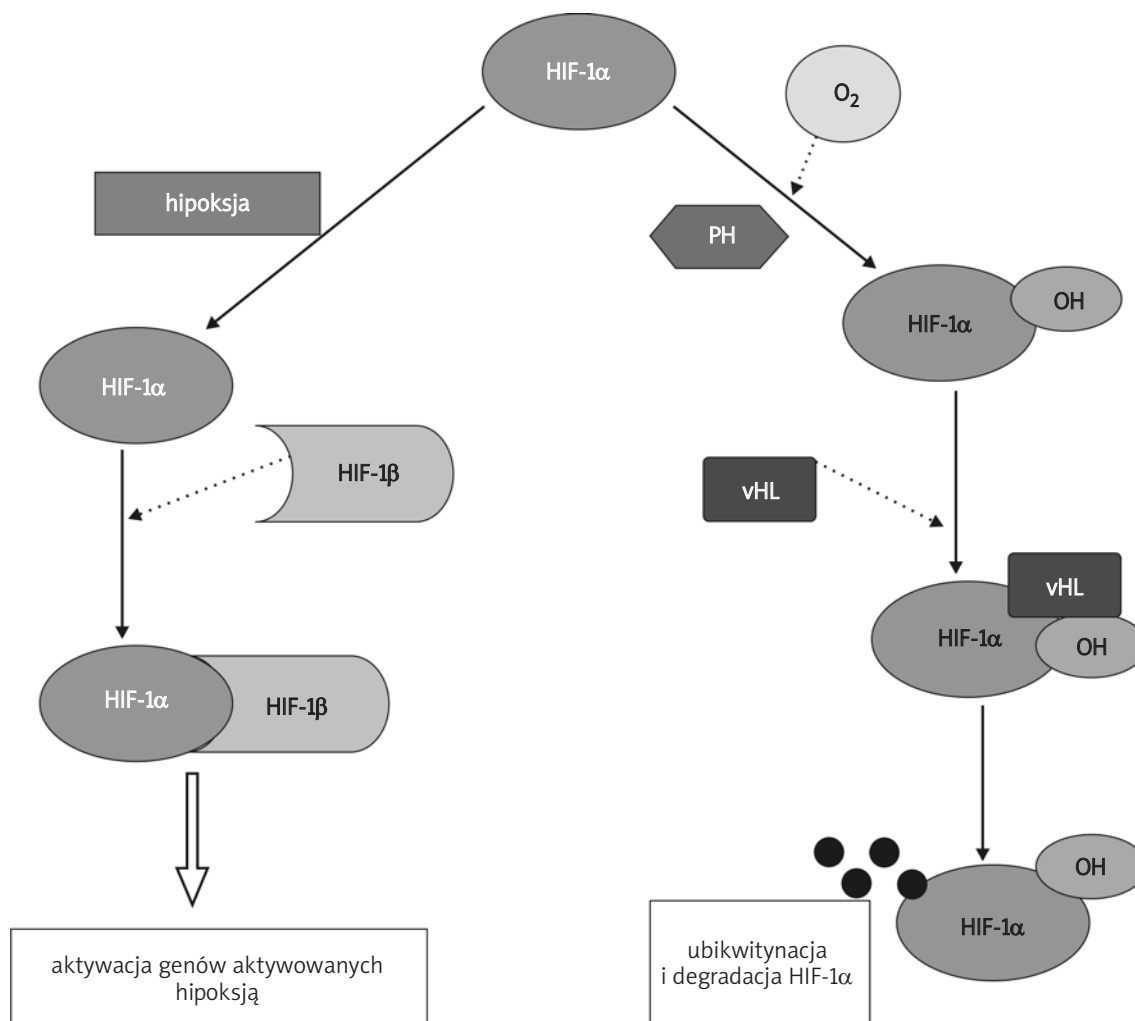 HIF-1α
O2
hipoksja
PH
HIF-1α
OH
HIF-1α
HIF-1β
vHL
vHL
HIF-1α
OH
HIF-1α
HIF-1β
OH
HIF-1α
aktywacja genów aktywowanych
hipoksją
ubikwitynacja
i degradacja HIF-1α